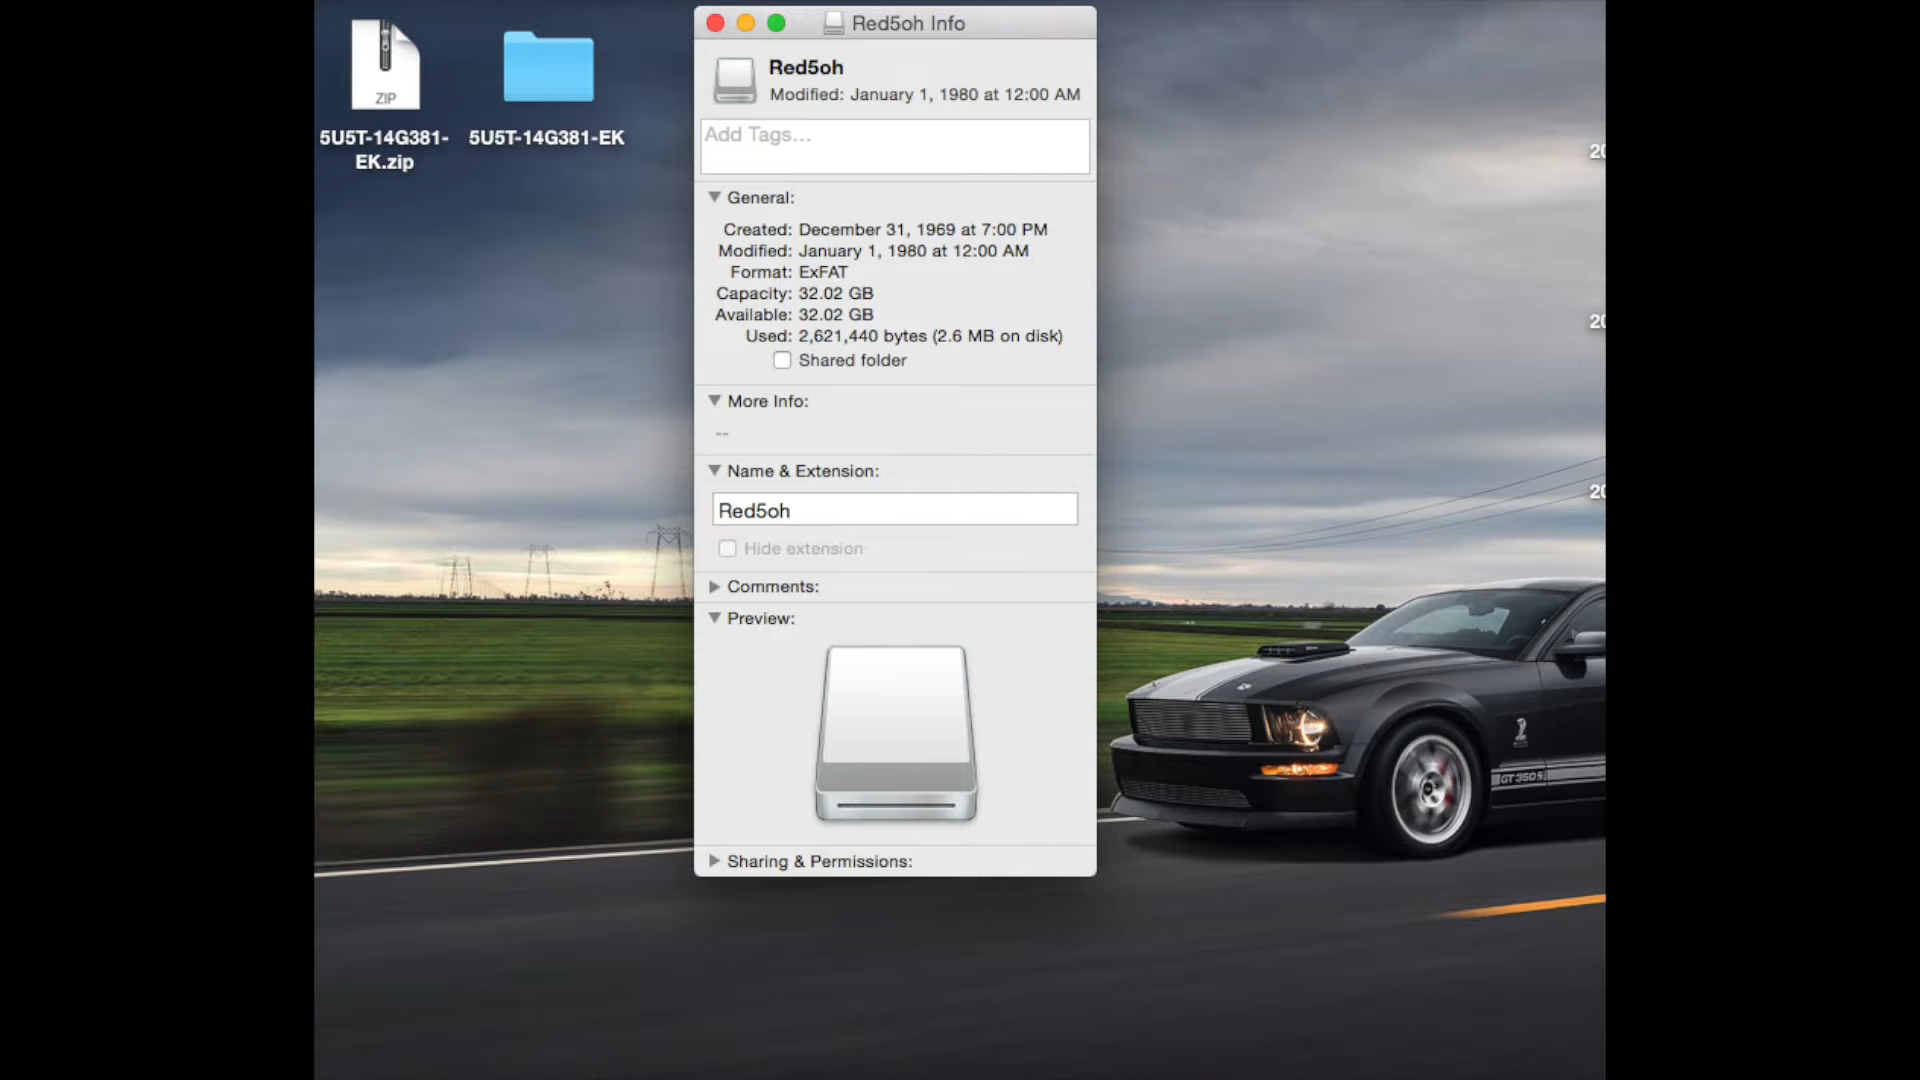 Red5oh Info
ZIP
5U5T-14G381-
EK.zip
5U5T-14G381-EK
Red5oh
Modified: January 1, 1980 at 12:00 AM
Add Tags...
General:
Created: December 31, 1969 at 7:00 PM
Modified: January 1, 1980 at 12:00 AM
Format: ExFAT
Capacity: 32.02 GB
Available: 32.02 GB
Used: 2,621,440 bytes (2.6 MB on disk)
Shared folder
More Info:
--
Name & Extension:
Red5oh
Hide extension
Comments:
Preview:
Sharing & Permissions:
20
20
20
GT 350